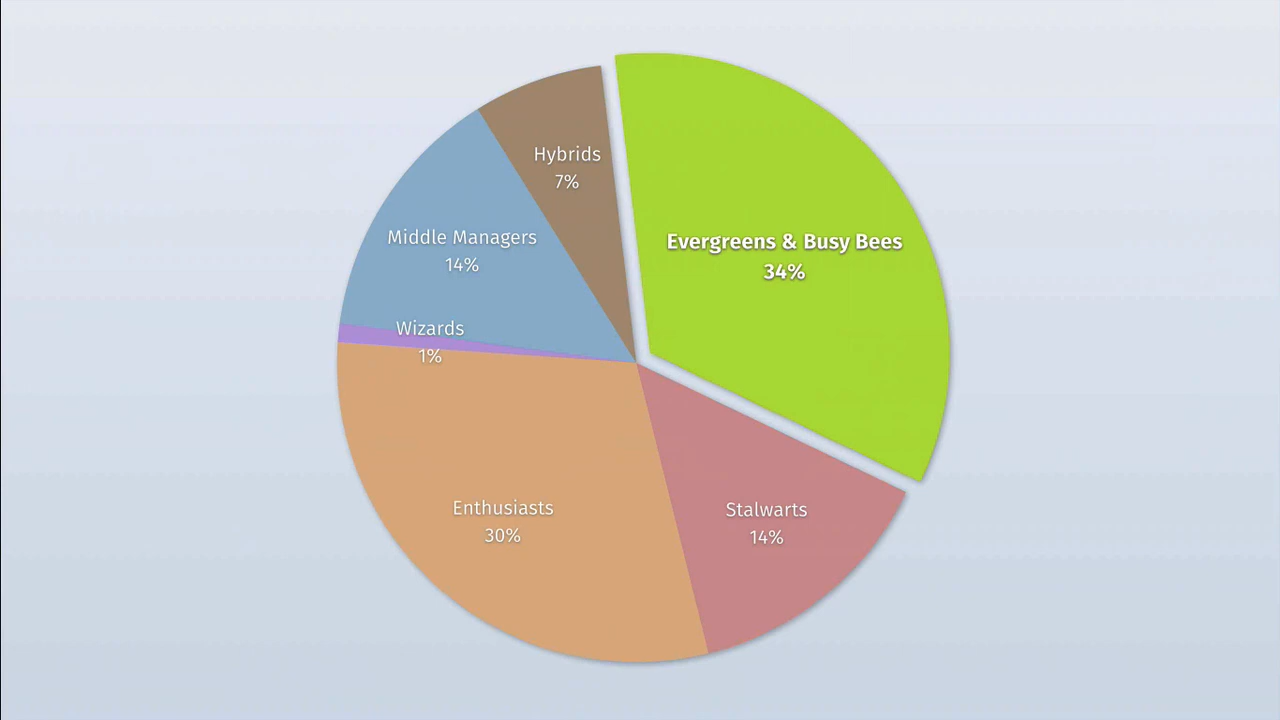 Hybrids
7%
Middle Managers
14%
Evergreens & Busy Bees
34%
Wizards
1%
Enthusiasts
30%
Stalwarts
14%